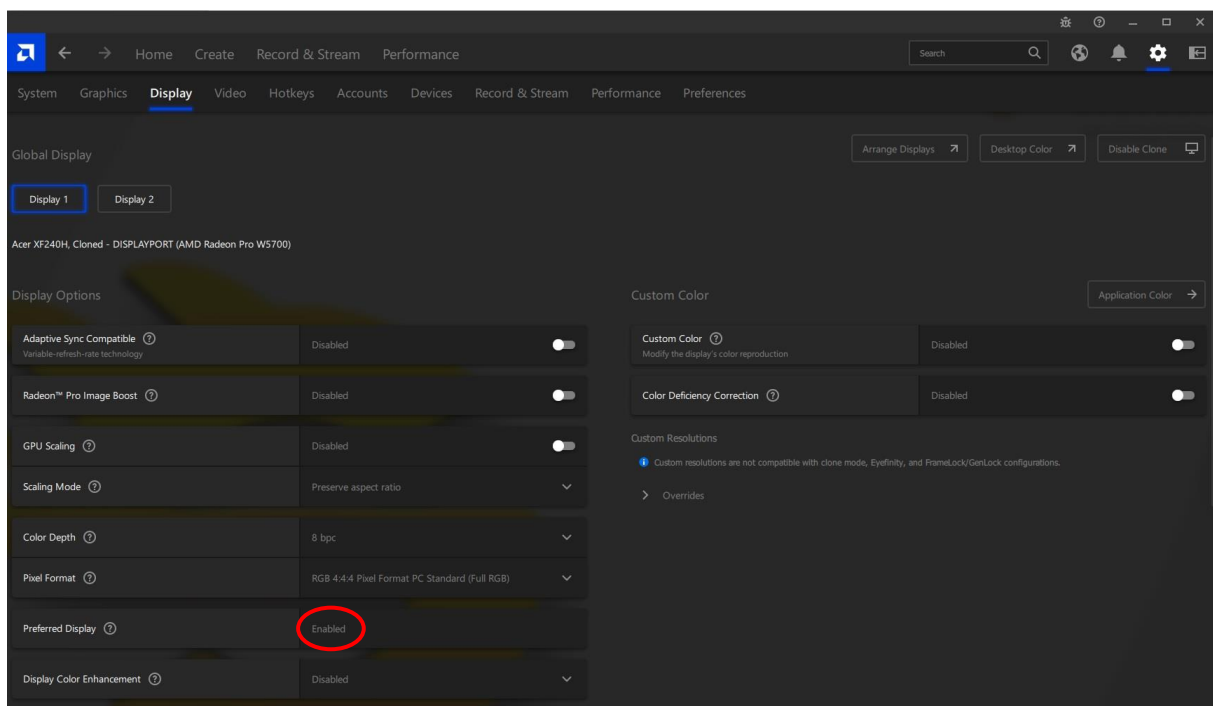 Home Create Record & Stream Performance Search
System Graphics Display Video Hotkeys Accounts Devices Record & Stream Performance Preferences
Global Display
Arrange Displays Desktop Color Disable Clone
Display 1 Display 2
Acer XF240H, Cloned - DISPLAYPORT (AMD Radeon Pro W5700)
Display Options
Adaptive Sync Compatible
Variable-refresh-rate technology
Disabled
Radeon™ Pro Image Boost Disabled
GPU Scaling Disabled
Scaling Mode Preserve aspect ratio
Color Depth 8 bpc
Pixel Format RGB 4:4:4 Pixel Format PC Standard (Full RGB)
Preferred Display Enabled
Display Color Enhancement Disabled
Custom Color Application Color
Custom Color
Modify the display's color reproduction
Disabled
Color Deficiency Correction Disabled
Custom Resolutions
Custom resolutions are not compatible with clone mode, Eyefinity, and FrameLock/GenLock configurations.
Overrides